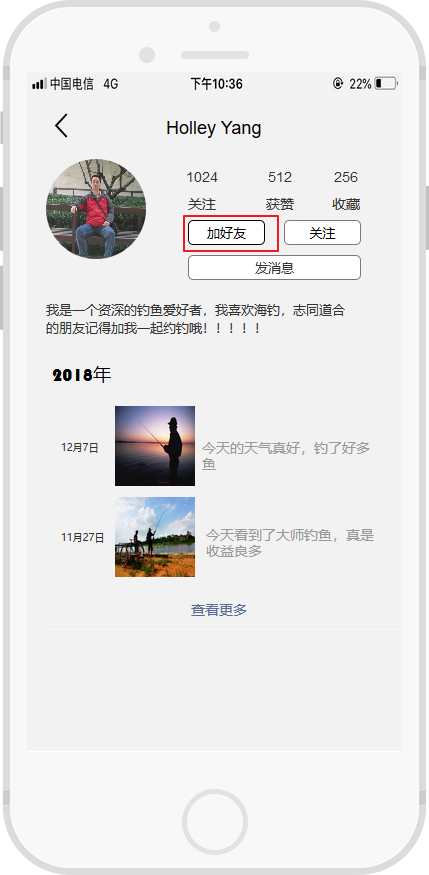 中国电信 4G 下午10:36 22%
Holley Yang
1024 512 256
关注 获赞 收藏
加好友 关注
发消息
我是一个资深的钓鱼爱好者，我喜欢海钓，志同道合
的朋友记得加我一起约钓哦！！！！！
2018年
12月7日
今天的天气真好，钓了好多
鱼
11月27日
今天看到了大师钓鱼，真是
收益良多
查看更多